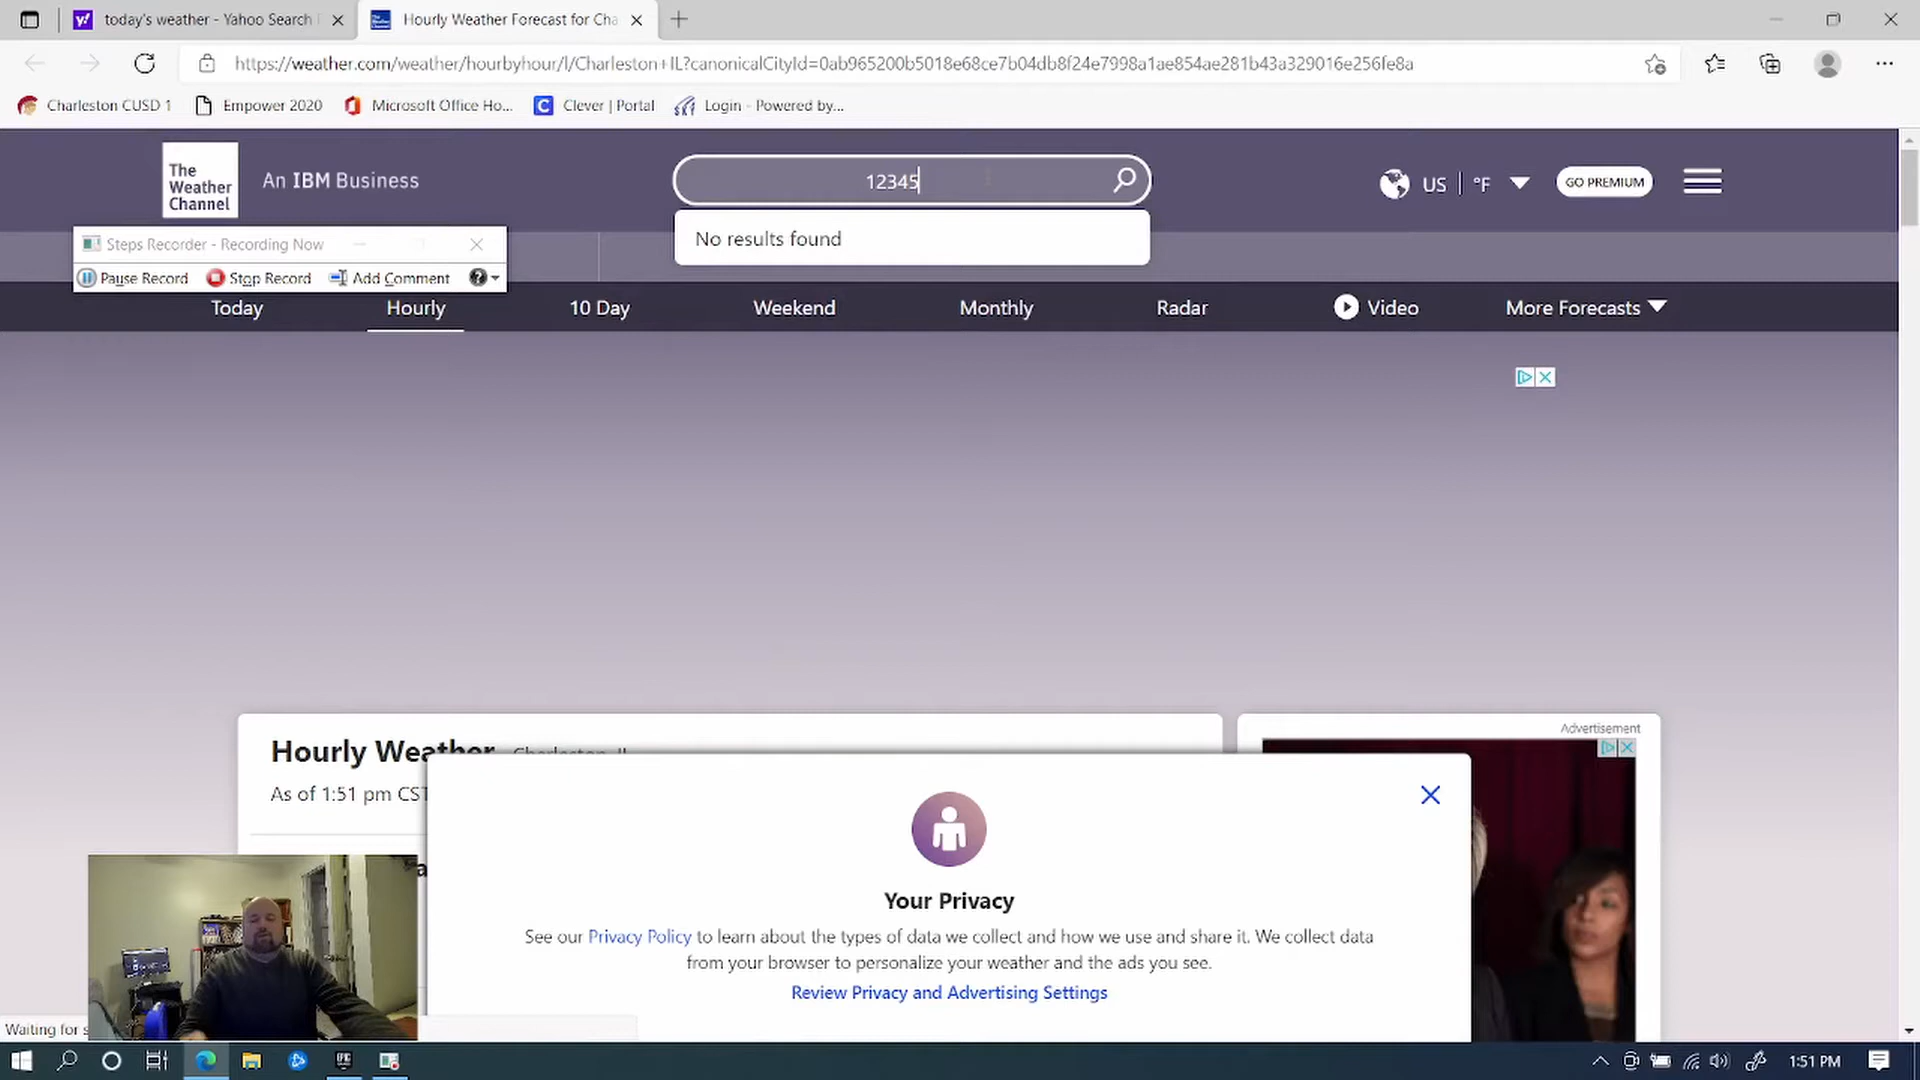 today's weather - Yahoo Search
Hourly Weather Forecast for Cha
https://weather.com/weather/hourbyhour/l/Charleston+IL?canonicalCityId=0ab965200b5018e68ce7b04db8f24e7998a1ae854ae281b43a329016e256fe8a
Charleston CUSD 1
Empower 2020
Microsoft Office Ho...
Clever | Portal
Login - Powered by...
The
Weather
Channel
An IBM Business
12345
US
°F
GO PREMIUM
No results found
Steps Recorder - Recording Now
Pause Record
Stop Record
Add Comment
Today
Hourly
10 Day
Weekend
Monthly
Radar
Video
More Forecasts
Hourly Weather
As of 1:51 pm CST
Advertisement
Your Privacy
See our Privacy Policy to learn about the types of data we collect and how we use and share it. We collect data
from your browser to personalize your weather and the ads you see.
Review Privacy and Advertising Settings
Waiting for
1:51 PM